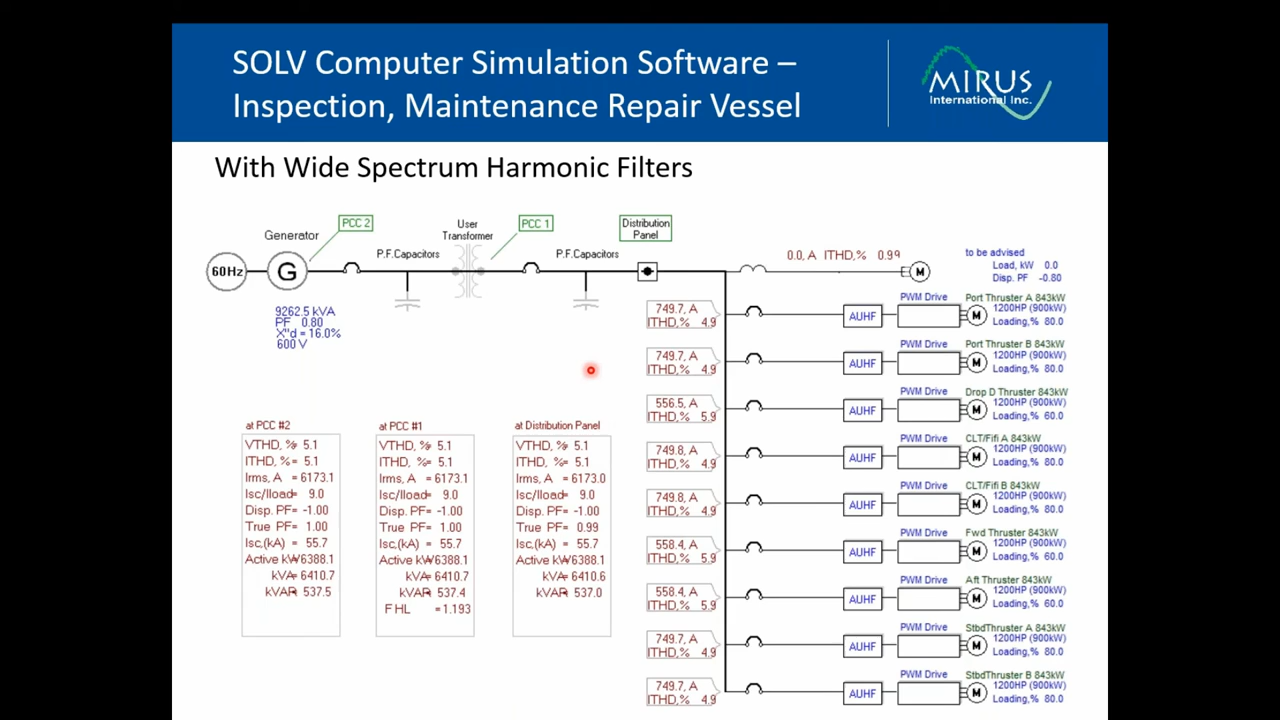 SOLV Computer Simulation Software –
Inspection, Maintenance Repair Vessel
MIRUS
International Inc.
With Wide Spectrum Harmonic Filters
PCC 2
User
Transformer
PCC 1
Distribution
Panel
Generator
P.F.Capacitors
P.F.Capacitors
60Hz
G
9262.5 kVA
PF 0.80
X"d = 16.0%
600 V
0.0, A ITHD,% 0.99
M
to be advised
Load, kW 0.0
Disp. PF -0.80
749.7, A
ITHD,% 4.9
AUHF
PWM Drive
M
Port Thruster A 843kW
1200HP (900kW)
Loading,% 80.0
749.7, A
ITHD,% 4.9
AUHF
PWM Drive
M
Port Thruster B 843kW
1200HP (900kW)
Loading,% 80.0
556.5, A
ITHD,% 5.9
AUHF
PWM Drive
M
Drop D Thruster 843kW
1200HP (900kW)
Loading,% 60.0
749.8, A
ITHD,% 4.9
AUHF
PWM Drive
M
CLT/Fifi A 843kW
1200HP (900kW)
Loading,% 80.0
749.8, A
ITHD,% 4.9
AUHF
PWM Drive
M
CLT/Fifi B 843kW
1200HP (900kW)
Loading,% 80.0
558.4, A
ITHD,% 5.9
AUHF
PWM Drive
M
Fwd Thruster 843kW
1200HP (900kW)
Loading,% 60.0
558.4, A
ITHD,% 5.9
AUHF
PWM Drive
M
Aft Thruster 843kW
1200HP (900kW)
Loading,% 60.0
749.7, A
ITHD,% 4.9
AUHF
PWM Drive
M
StbdThruster A 843kW
1200HP (900kW)
Loading,% 80.0
749.7, A
ITHD,% 4.9
AUHF
PWM Drive
M
StbdThruster B 843kW
1200HP (900kW)
Loading,% 80.0
at PCC #2
VTHD, %= 5.1
ITHD, %= 5.1
Irms, A = 6173.1
Isc/Iload= 9.0
Disp. PF= -1.00
True PF= 1.00
Isc,(kA) = 55.7
Active kW=6388.1
kVA= 6410.7
kVAR= 537.5
at PCC #1
VTHD, %= 5.1
ITHD, %= 5.1
Irms, A = 6173.1
Isc/Iload= 9.0
Disp. PF= -1.00
True PF= 1.00
Isc,(kA) = 55.7
Active kW=6388.1
kVA= 6410.7
kVAR= 537.4
F HL = 1.193
at Distribution Panel
VTHD, %= 5.1
ITHD, %= 5.1
Irms, A = 6173.0
Isc/Iload= 9.0
Disp. PF= -1.00
True PF= 0.99
Isc,(kA) = 55.7
Active kW=6388.1
kVA= 6410.6
kVAR= 537.0